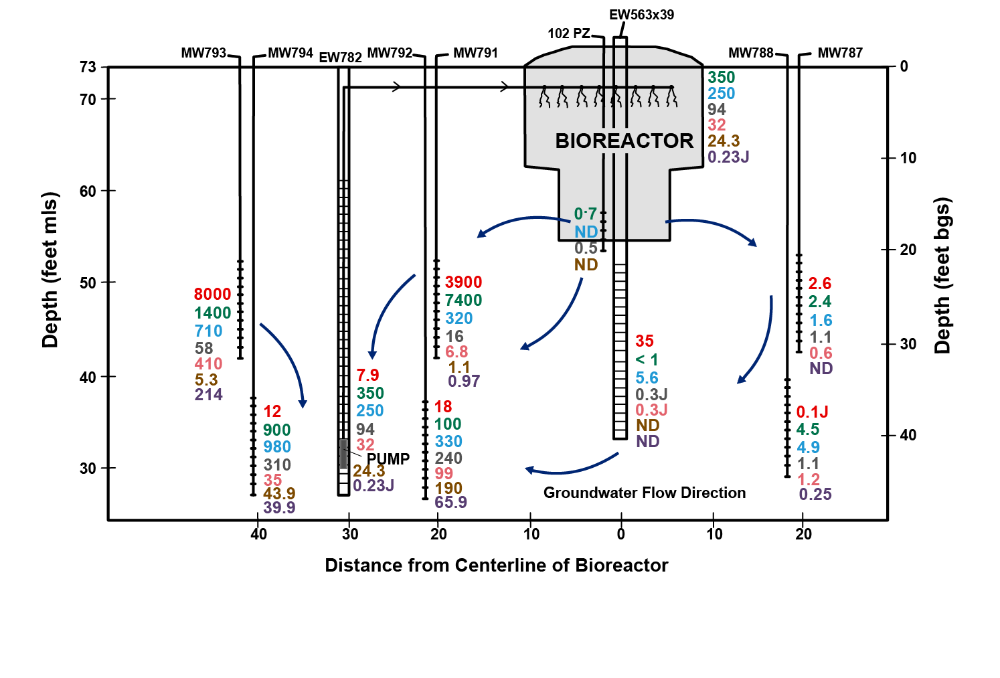 EW563x39
102 PZ
MW793
MW794
EW782
MW792
MW791
MW788
MW787
73
70
60
50
40
30
Depth (feet mls)
0
10
20
30
40
Depth (feet bgs)
350
250
94
32
24.3
0.23J
BIOREACTOR
0.7
ND
0.5
ND
8000
1400
710
58
410
5.3
214
12
900
980
310
35
43.9
39.9
7.9
350
250
94
32
PUMP
24.3
0.23J
3900
7400
320
16
6.8
1.1
0.97
18
100
330
240
99
190
65.9
35
< 1
5.6
0.3J
0.3J
ND
ND
2.6
2.4
1.6
1.1
0.6
ND
0.1J
4.5
4.9
1.1
1.2
0.25
Groundwater Flow Direction
40
30
20
10
0
10
20
Distance from Centerline of Bioreactor